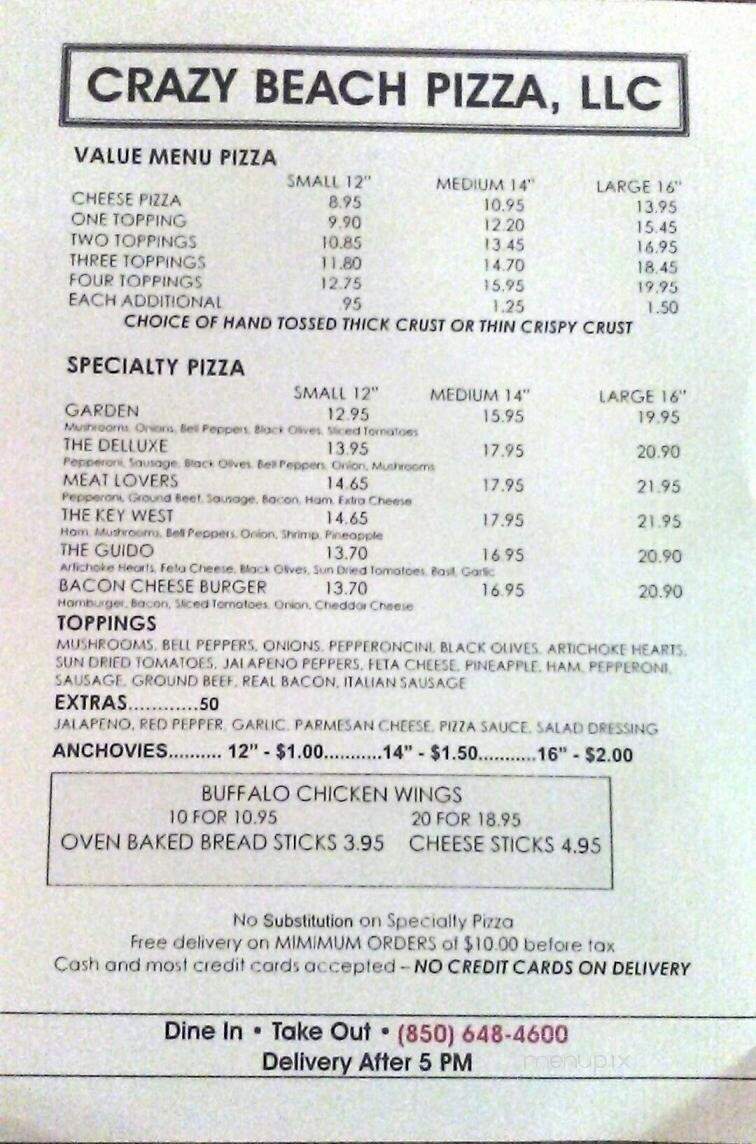 CRAZY BEACH PIZZA, LLC
VALUE MENU PIZZA
SMALL 12" MEDIUM 14" LARGE 16"
CHEESE PIZZA 8.95 10.95 13.95
ONE TOPPING 9.90 12.20 15.45
TWO TOPPINGS 10.85 13.45 16.95
THREE TOPPINGS 11.80 14.70 18.45
FOUR TOPPINGS 12.75 15.95 19.95
EACH ADDITIONAL .95 1.25 1.50
CHOICE OF HAND TOSSED THICK CRUST OR THIN CRISPY CRUST
SPECIALTY PIZZA
SMALL 12" MEDIUM 14" LARGE 16"
GARDEN 12.95 15.95 19.95
Mushrooms, Onions, Bell Peppers, Black Olives, Sliced Tomatoes
THE DELLUXE 13.95 17.95 20.90
Pepperoni, Sausage, Black Olives, Bell Peppers, Onion, Mushrooms
MEAT LOVERS 14.65 17.95 21.95
Pepperoni, Ground Beef, Sausage, Bacon, Ham, Extra Cheese
THE KEY WEST 14.65 17.95 21.95
Ham, Mushrooms, Bell Peppers, Onion, Shrimp, Pineapple
THE GUIDO 13.70 16.95 20.90
Artichoke Hearts, Feta Cheese, Black Olives, Sun Dried Tomatoes, Basil, Garlic
BACON CHEESE BURGER 13.70 16.95 20.90
Hamburger, Bacon, Sliced Tomatoes, Onion, Cheddar Cheese
TOPPINGS
MUSHROOMS, BELL PEPPERS, ONIONS, PEPPERONCINI, BLACK OLIVES, ARTICHOKE HEARTS,
SUN DRIED TOMATOES, JALAPENO PEPPERS, FETA CHEESE, PINEAPPLE, HAM, PEPPERONI,
SAUSAGE, GROUND BEEF, REAL BACON, ITALIAN SAUSAGE
EXTRAS............50
JALAPENO, RED PEPPER, GARLIC, PARMESAN CHEESE, PIZZA SAUCE, SALAD DRESSING
ANCHOVIES.......... 12" - $1.00...........14" - $1.50...........16" - $2.00
BUFFALO CHICKEN WINGS
10 FOR 10.95 20 FOR 18.95
OVEN BAKED BREAD STICKS 3.95 CHEESE STICKS 4.95
No Substitution on Specialty Pizza
Free delivery on MIMIMUM ORDERS of $10.00 before tax
Cash and most credit cards accepted – NO CREDIT CARDS ON DELIVERY
Dine In • Take Out • (850) 648-4600
Delivery After 5 PM
menupix